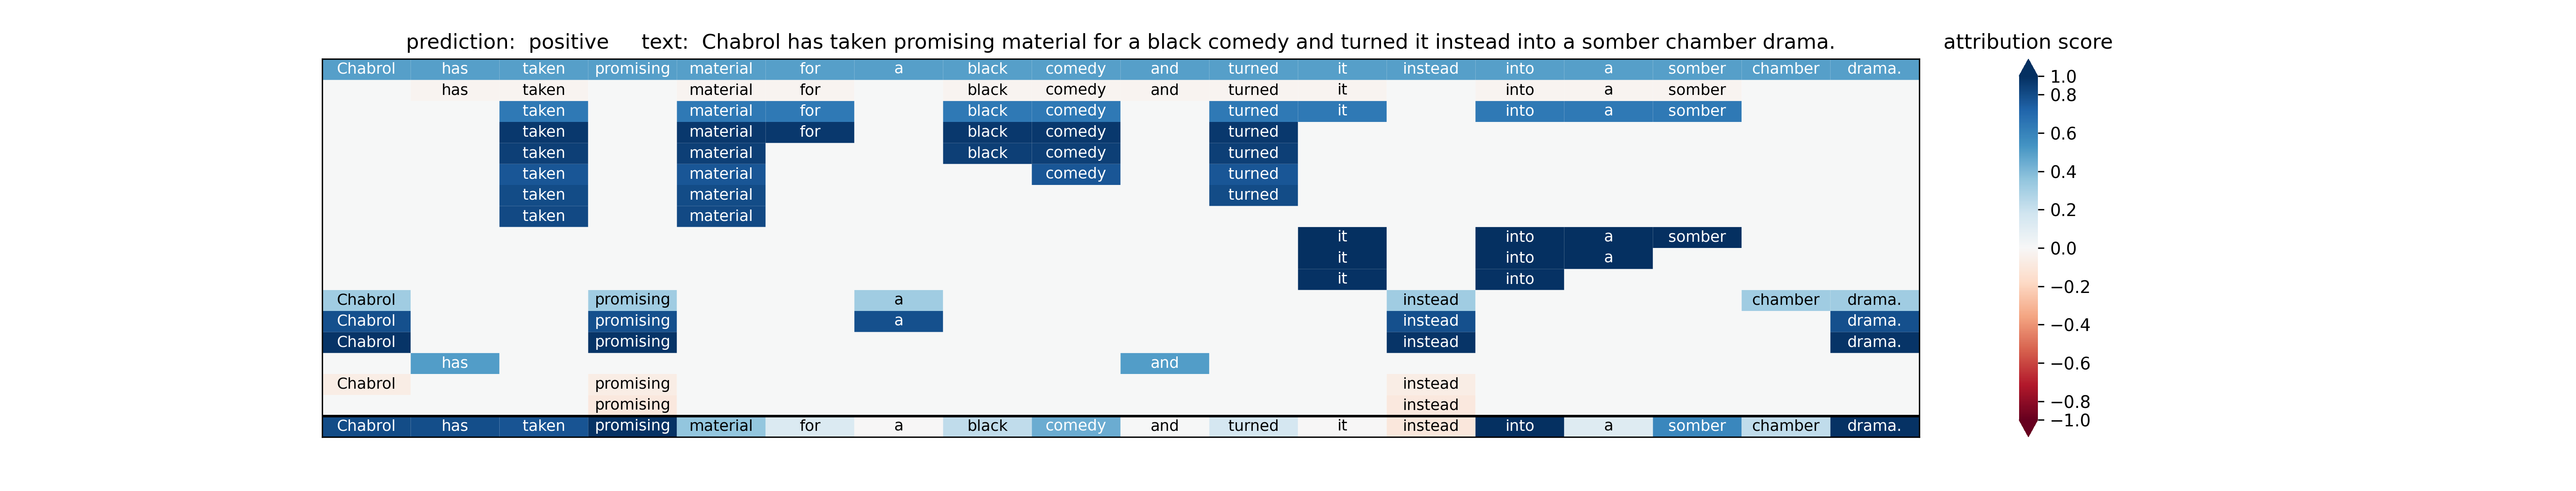 prediction: positive text: Chabrol has taken promising material for a black comedy and turned it instead into a somber chamber drama.
attribution score
Chabrol has taken promising material for a black comedy and turned it instead into a somber chamber drama.
has taken material for black comedy and turned it into a somber
taken material for black comedy turned it into a somber
taken material for black comedy turned
taken material black comedy turned
taken material comedy turned
taken material turned
taken material
it into a somber
it into a
it into
Chabrol promising a instead chamber drama.
Chabrol promising a instead drama.
Chabrol promising instead drama.
has and
Chabrol promising instead
promising instead
Chabrol has taken promising material for a black comedy and turned it instead into a somber chamber drama.
1.0
0.8
0.6
0.4
0.2
0.0
−0.2
−0.4
−0.6
−0.8
−1.0